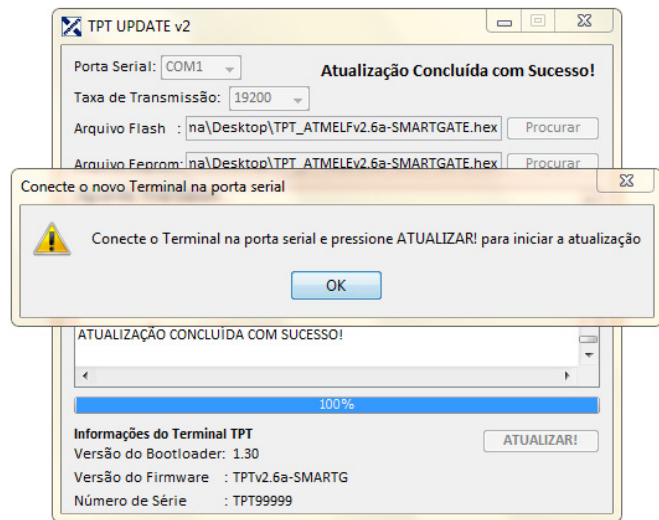 TPT UPDATE v2
Porta Serial: COM1
Atualização Concluída com Sucesso!
Taxa de Transmissão: 19200
Arquivo Flash : na\Desktop\TPT_ATMELFv2.6a-SMARTGATE.hex Procurar
Arquivo Eeprom: na\Desktop\TPT_ATMELEv2.6a-SMARTGATE.hex Procurar
Conecte o novo Terminal na porta serial
Conecte o Terminal na porta serial e pressione ATUALIZAR! para iniciar a atualização
OK
ATUALIZAÇÃO CONCLUÍDA COM SUCESSO!
100%
Informações do Terminal TPT
ATUALIZAR!
Versão do Bootloader: 1.30
Versão do Firmware : TPTv2.6a-SMARTG
Número de Série : TPT99999